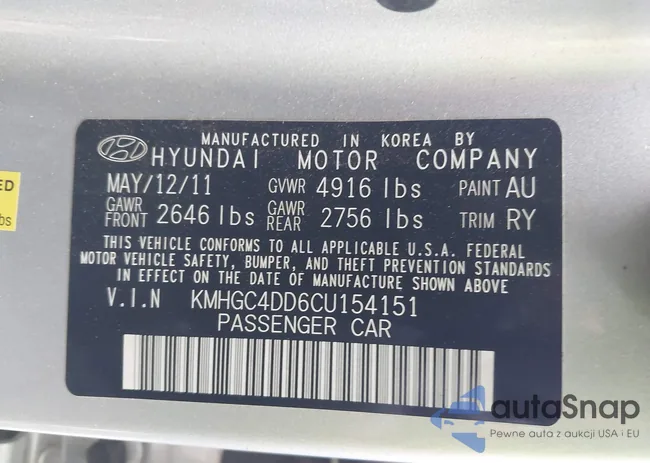 MANUFACTURED IN KOREA BY
HYUNDAI MOTOR COMPANY
MAY/12/11 GVWR 4916 lbs PAINT AU
GAWR FRONT 2646 lbs GAWR REAR 2756 lbs TRIM RY
THIS VEHICLE CONFORMS TO ALL APPLICABLE U.S.A. FEDERAL
MOTOR VEHICLE SAFETY, BUMPER, AND THEFT PREVENTION STANDARDS
IN EFFECT ON THE DATE OF MANUFACTURE SHOWN ABOVE.
V.I.N KMHGC4DD6CU154151
PASSENGER CAR
ED
bs
autaSnap
Pewne auta z aukcji USA i EU